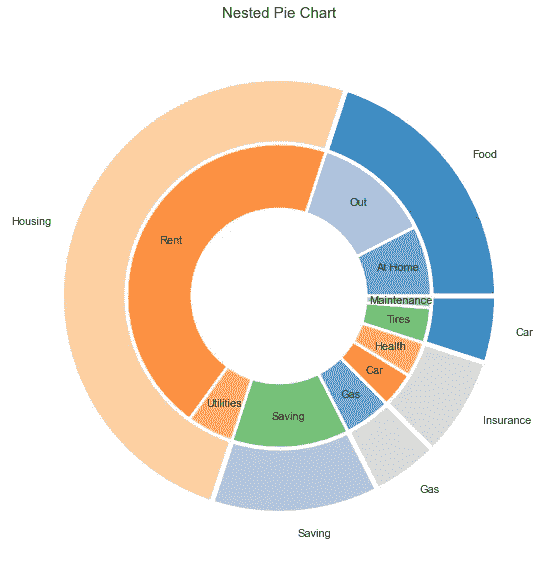 Nested Pie Chart
Food
Out
Housing
Rent
At Home
Maintenance
Tires
Car
Health
Car
Gas
Utilities
Saving
Insurance
Gas
Saving